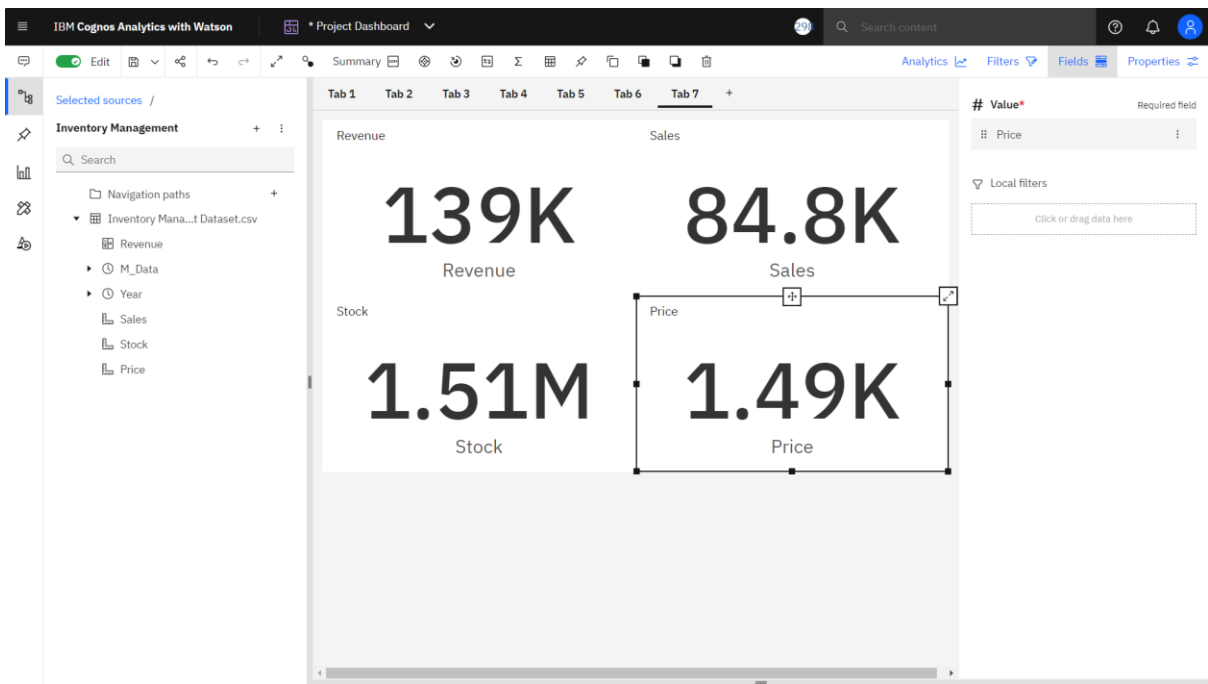 IBM Cognos Analytics with Watson
* Project Dashboard
298
Search content
Edit
Summary
Analytics
Filters
Fields
Properties
Selected sources /
Inventory Management
Search
Navigation paths
Inventory Mana...t Dataset.csv
Revenue
M_Data
Year
Sales
Stock
Price
Tab 1 Tab 2 Tab 3 Tab 4 Tab 5 Tab 6 Tab 7 +
Revenue
139K
Revenue
Sales
84.8K
Sales
Stock
1.51M
Stock
Price
1.49K
Price
# Value*
Required field
Price
Local filters
Click or drag data here